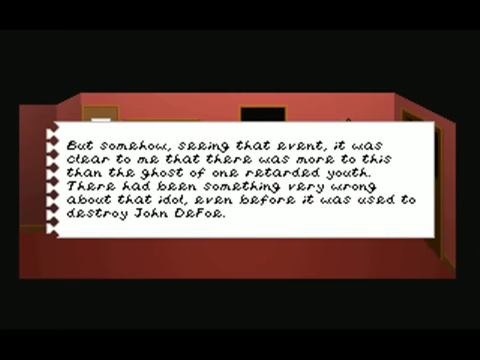 But somehow, seeing that event, it was
clear to me that there was more to this
than the ghost of one retarded youth.
There had been something very wrong
about that idol, even before it was used to
destroy John DeFoe.